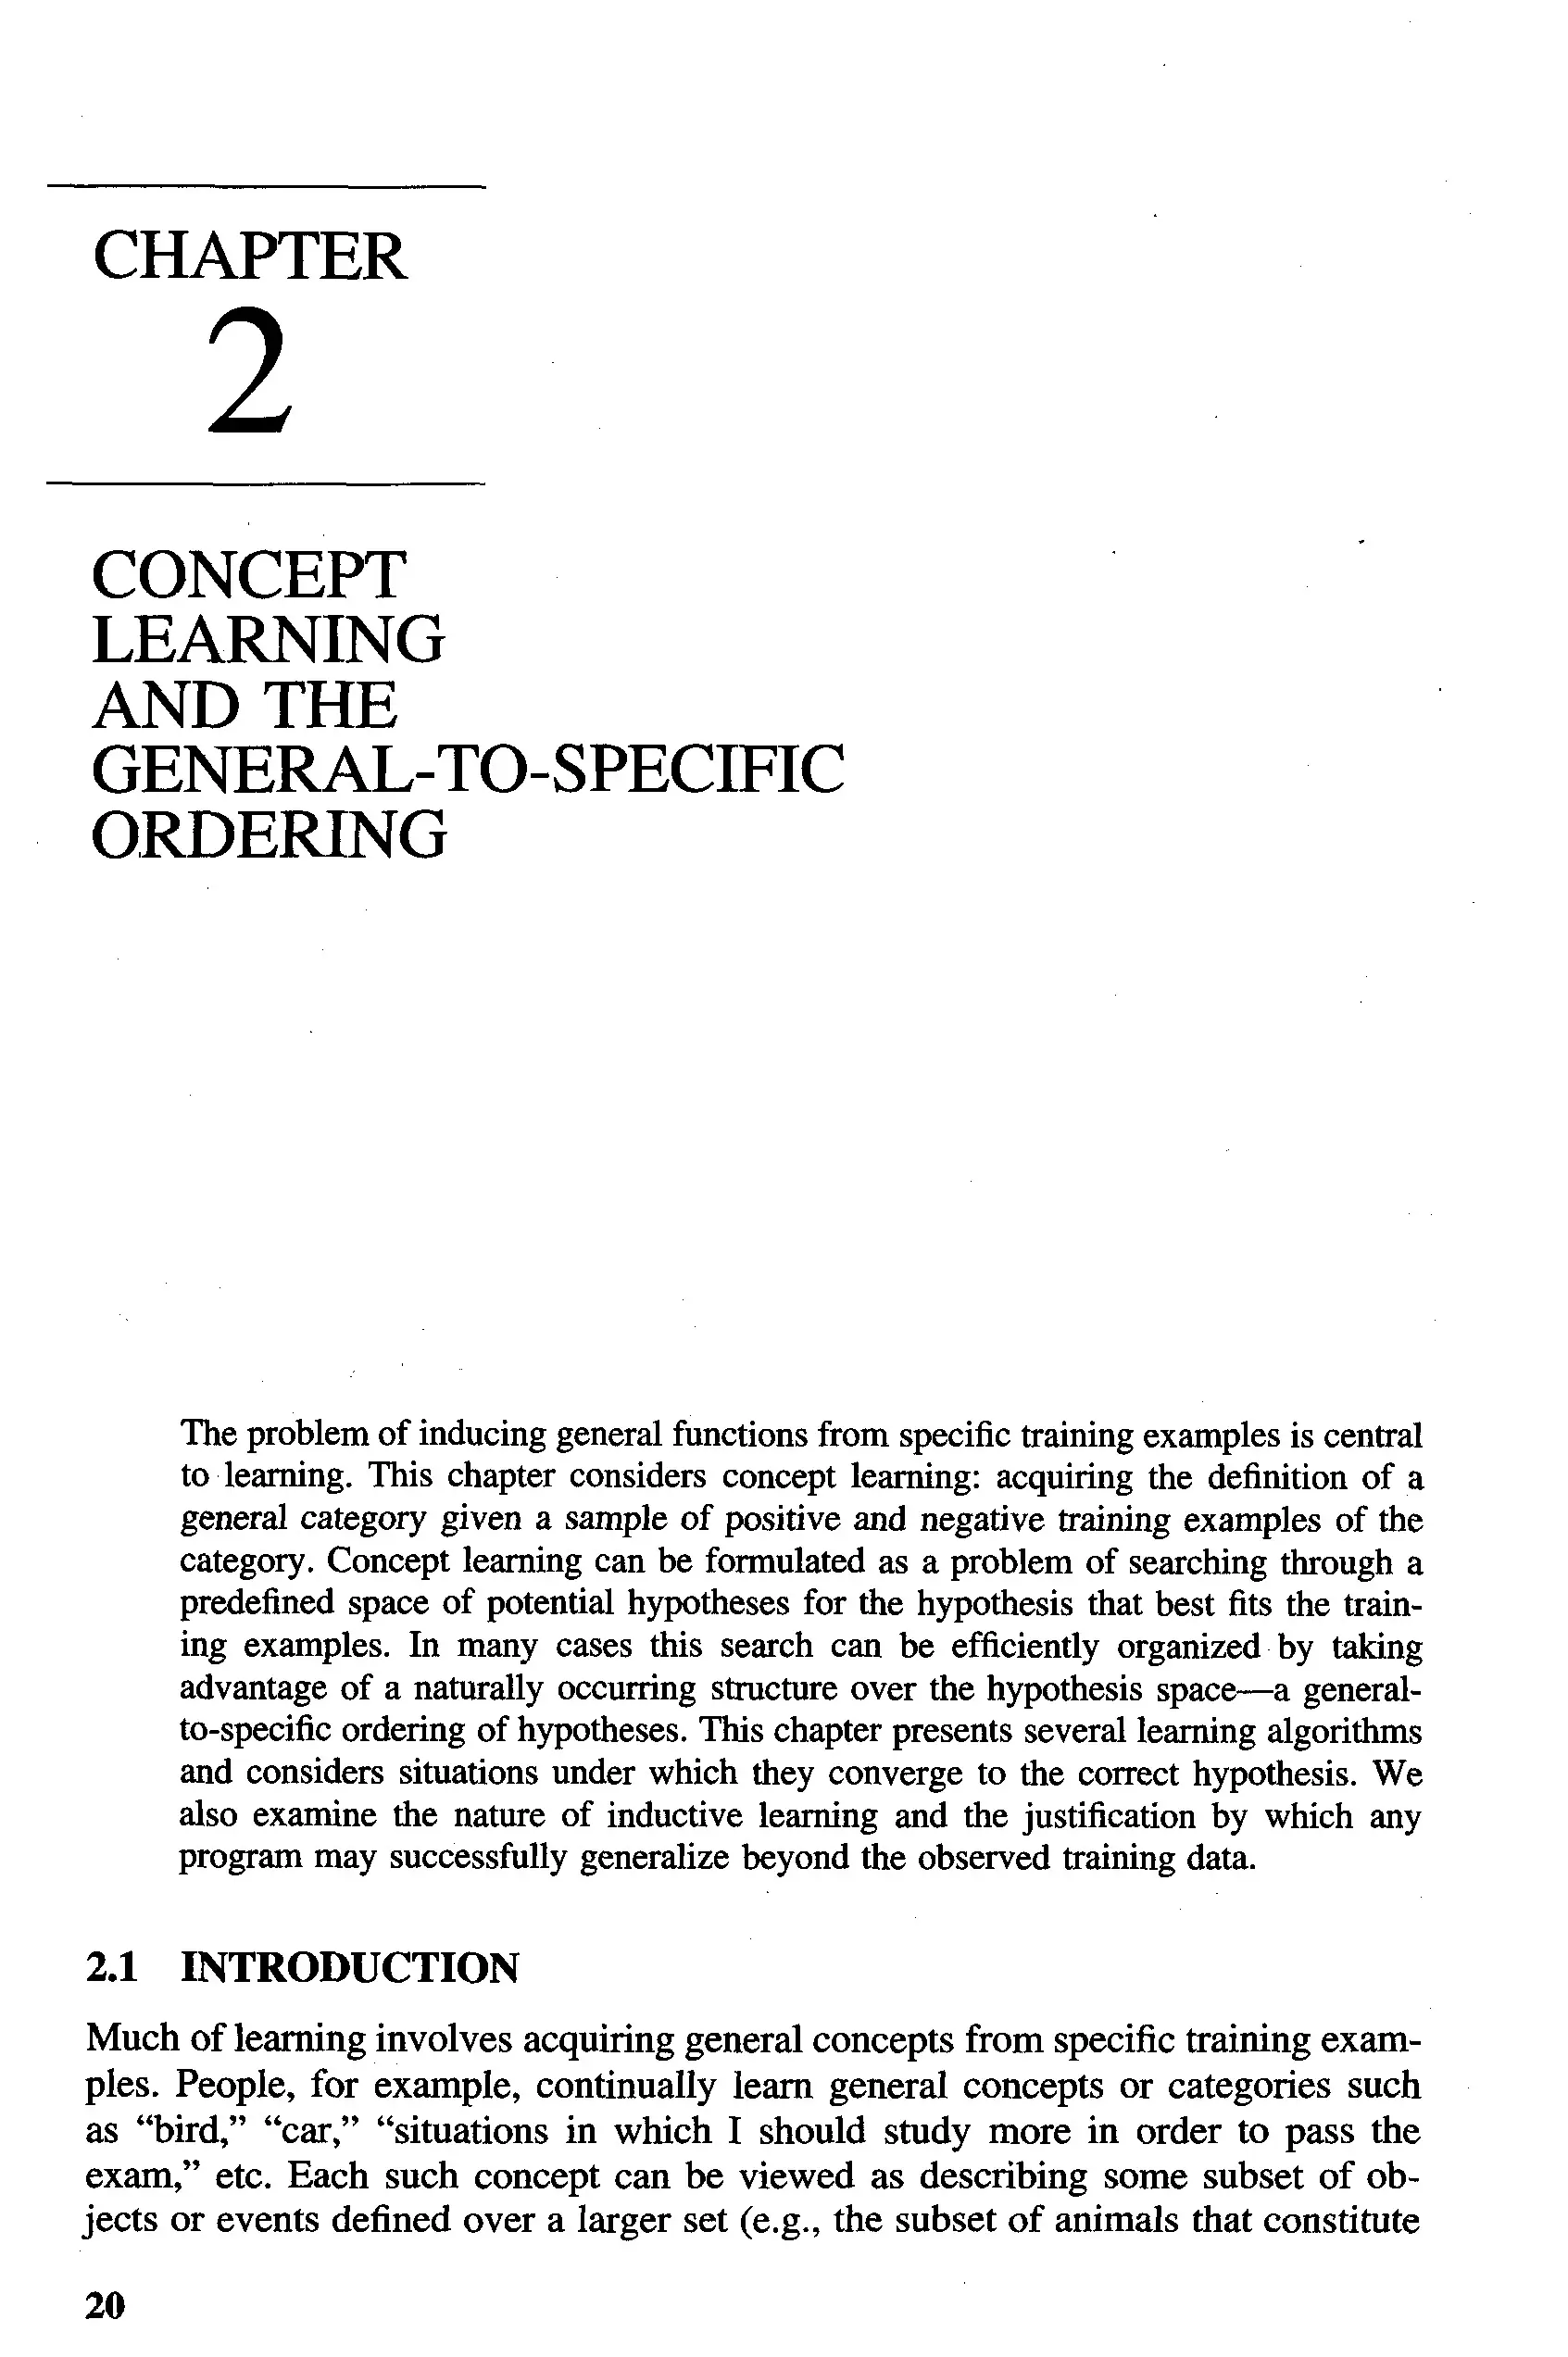 CHAPTER
2
CONCEPT
LEARNING
AND THE
GENERAL-TO-SPECIFIC
ORDERING
The problem of inducing general functions from specific training examples is central
to learning. This chapter considers concept learning: acquiring the definition of a
general category given a sample of positive and negative training examples of the
category. Concept learning can be formulated as a problem of searching through a
predefined space of potential hypotheses for the hypothesis that best fits the train-
ing examples. In many cases this search can be efficiently organized by taking
advantage of a naturally occurring structure over the hypothesis space—a general-
to-specific ordering of hypotheses. This chapter presents several learning algorithms
and considers situations under which they converge to the correct hypothesis. We
also examine the nature of inductive learning and the justification by which any
program may successfully generalize beyond the observed training data.
2.1 INTRODUCTION
Much of learning involves acquiring general concepts from specific training exam-
ples. People, for example, continually learn general concepts or categories such
as “bird,” “car,” “situations in which I should study more in order to pass the
exam,” etc. Each such concept can be viewed as describing some subset of ob-
jects or events defined over a larger set (e.g., the subset of animals that constitute
20